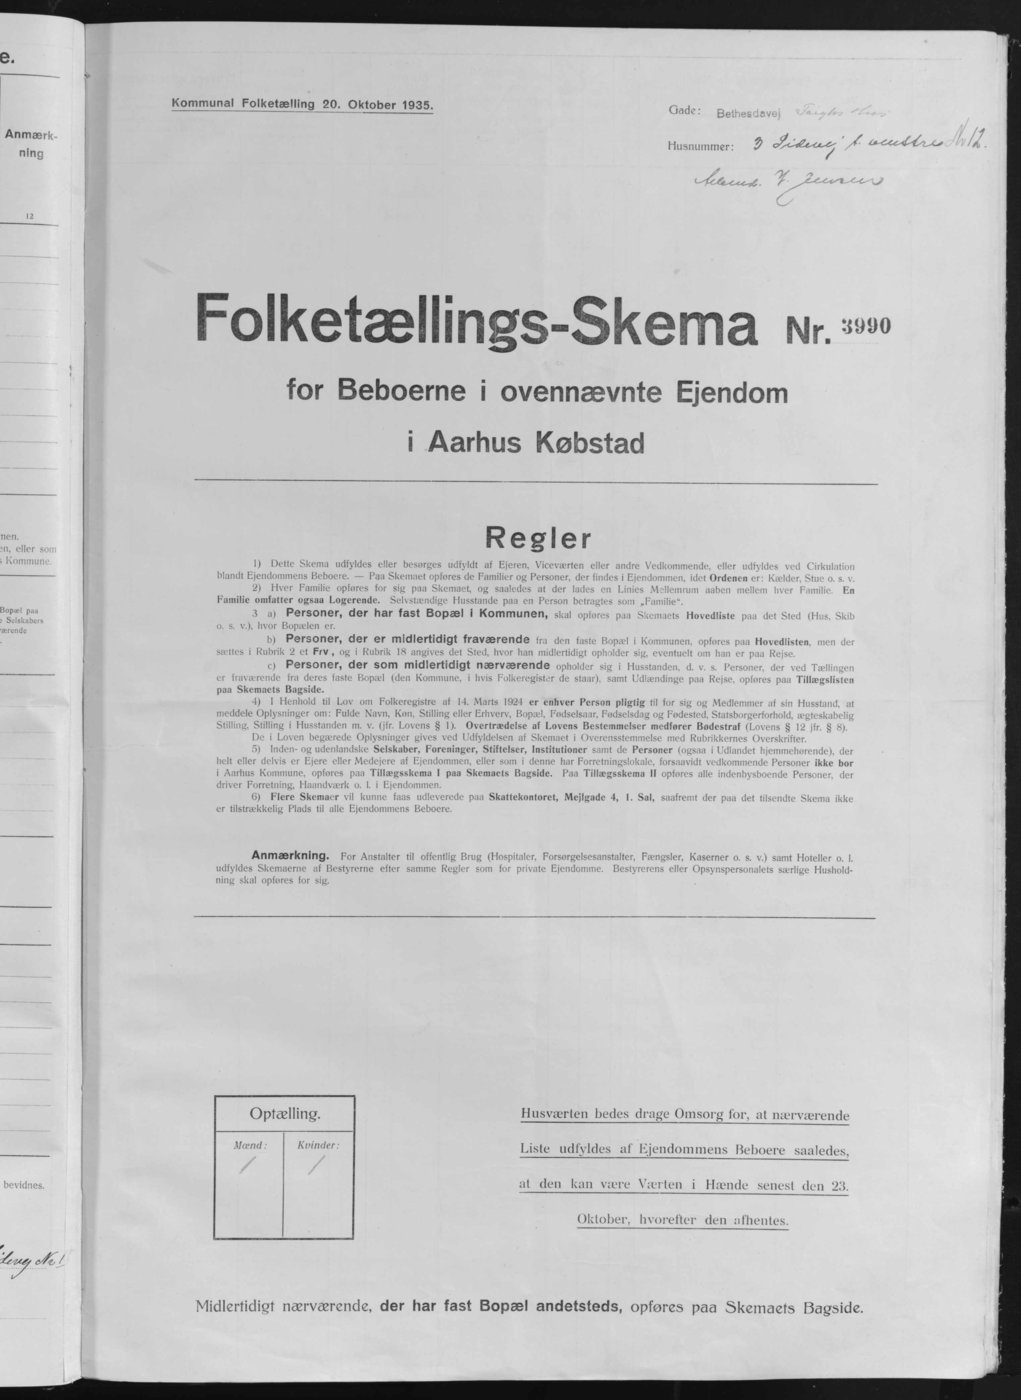 e.
Anmærk-
ning
12
nen.
en, eller som
s Kommune.
Bopæl paa
e Selskabers
værende
bevidnes.
Kommunal Folketælling 20. Oktober 1935.
Gade: Bethesdavej
Husnummer: 3 Sidevej t. venstre Nr 12.
Jensen
Folketællings-Skema Nr. 3990
for Beboerne i ovennævnte Ejendom
i Aarhus Købstad
Regler
1) Dette Skema udfyldes eller besørges udfyldt af Ejeren, Viceværten eller andre Vedkommende, eller udfyldes ved Cirkulation
blandt Ejendommens Beboere. — Paa Skemaet opføres de Familier og Personer, der findes i Ejendommen, idet Ordenen er: Kælder, Stue o. s. v.
2) Hver Familie opføres for sig paa Skemaet, og saaledes at der lades en Linies Mellemrum aaben mellem hver Familie. En
Familie omfatter ogsaa Logerende. Selvstændige Husstande paa en Person betragtes som „Familie“.
3 a) Personer, der har fast Bopæl i Kommunen, skal opføres paa Skemaets Hovedliste paa det Sted (Hus, Skib
o. s. v.), hvor Bopælen er.
b) Personer, der er midlertidigt fraværende fra den faste Bopæl i Kommunen, opføres paa Hovedlisten, men der
sættes i Rubrik 2 et Frv, og i Rubrik 18 angives det Sted, hvor han midlertidigt opholder sig, eventuelt om han er paa Rejse.
c) Personer, der som midlertidigt nærværende opholder sig i Husstanden, d. v. s. Personer, der ved Tællingen
er fraværende fra deres faste Bopæl (den Kommune, i hvis Folkeregister de staar), samt Udlændinge paa Rejse, opføres paa Tillægslisten
paa Skemaets Bagside.
4) I Henhold til Lov om Folkeregistre af 14. Marts 1924 er enhver Person pligtig til for sig og Medlemmer af sin Husstand, at
meddele Oplysninger om: Fulde Navn, Køn, Stilling eller Erhverv, Bopæl, Fødselsaar, Fødselsdag og Fødested, Statsborgerforhold, ægteskabelig
Stilling, Stilling i Husstanden m. v. (jfr. Lovens § 1). Overtrædelse af Lovens Bestemmelser medfører Bødestraf (Lovens § 12 jfr. § 8).
De i Loven begærede Oplysninger gives ved Udfyldelsen af Skemaet i Overensstemmelse med Rubrikkernes Overskrifter.
5) Inden- og udenlandske Selskaber, Foreninger, Stiftelser, Institutioner samt de Personer (ogsaa i Udlandet hjemmehørende), der
helt eller delvis er Ejere eller Medejere af Ejendommen, eller som i denne har Forretningslokale, forsaavidt vedkommende Personer ikke bor
i Aarhus Kommune, opføres paa Tillægsskema I paa Skemaets Bagside. Paa Tillægsskema II opføres alle indenbysboende Personer, der
driver Forretning, Haandværk o. l. i Ejendommen.
6) Flere Skemaer vil kunne faas udleverede paa Skattekontoret, Mejlgade 4, 1. Sal, saafremt der paa det tilsendte Skema ikke
er tilstrækkelig Plads til alle Ejendommens Beboere.
Anmærkning. For Anstalter til offentlig Brug (Hospitaler, Forsørgelsesanstalter, Fængsler, Kaserner o. s. v.) samt Hoteller o. l.
udfyldes Skemaerne af Bestyrerne efter samme Regler som for private Ejendomme. Bestyrerens eller Opsynspersonalets særlige Hushold-
ning skal opføres for sig.
Optælling.
Mænd: Kvinder:
1 1
Husværten bedes drage Omsorg for, at nærværende
Liste udfyldes af Ejendommens Beboere saaledes,
at den kan være Værten i Hænde senest den 23.
Oktober, hvorefter den afhentes.
Midlertidigt nærværende, der har fast Bopæl andetsteds, opføres paa Skemaets Bagside.